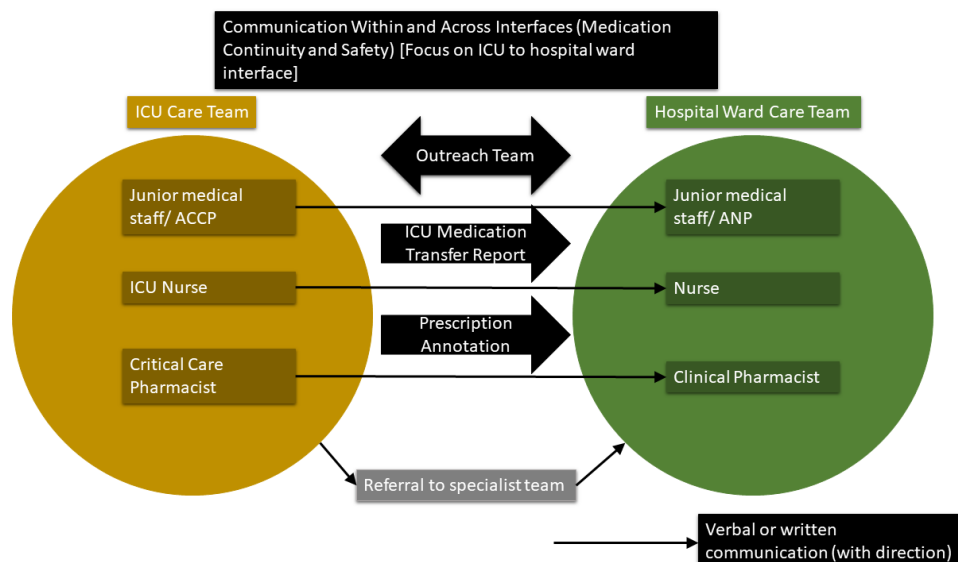 Communication Within and Across Interfaces (Medication
Continuity and Safety) [Focus on ICU to hospital ward
interface]
ICU Care Team
Hospital Ward Care Team
Outreach Team
Junior medical
staff/ ACCP
Junior medical
staff/ ANP
ICU Medication
Transfer Report
ICU Nurse
Nurse
Prescription
Annotation
Critical Care
Pharmacist
Clinical Pharmacist
Referral to specialist team
Verbal or written
communication (with direction)